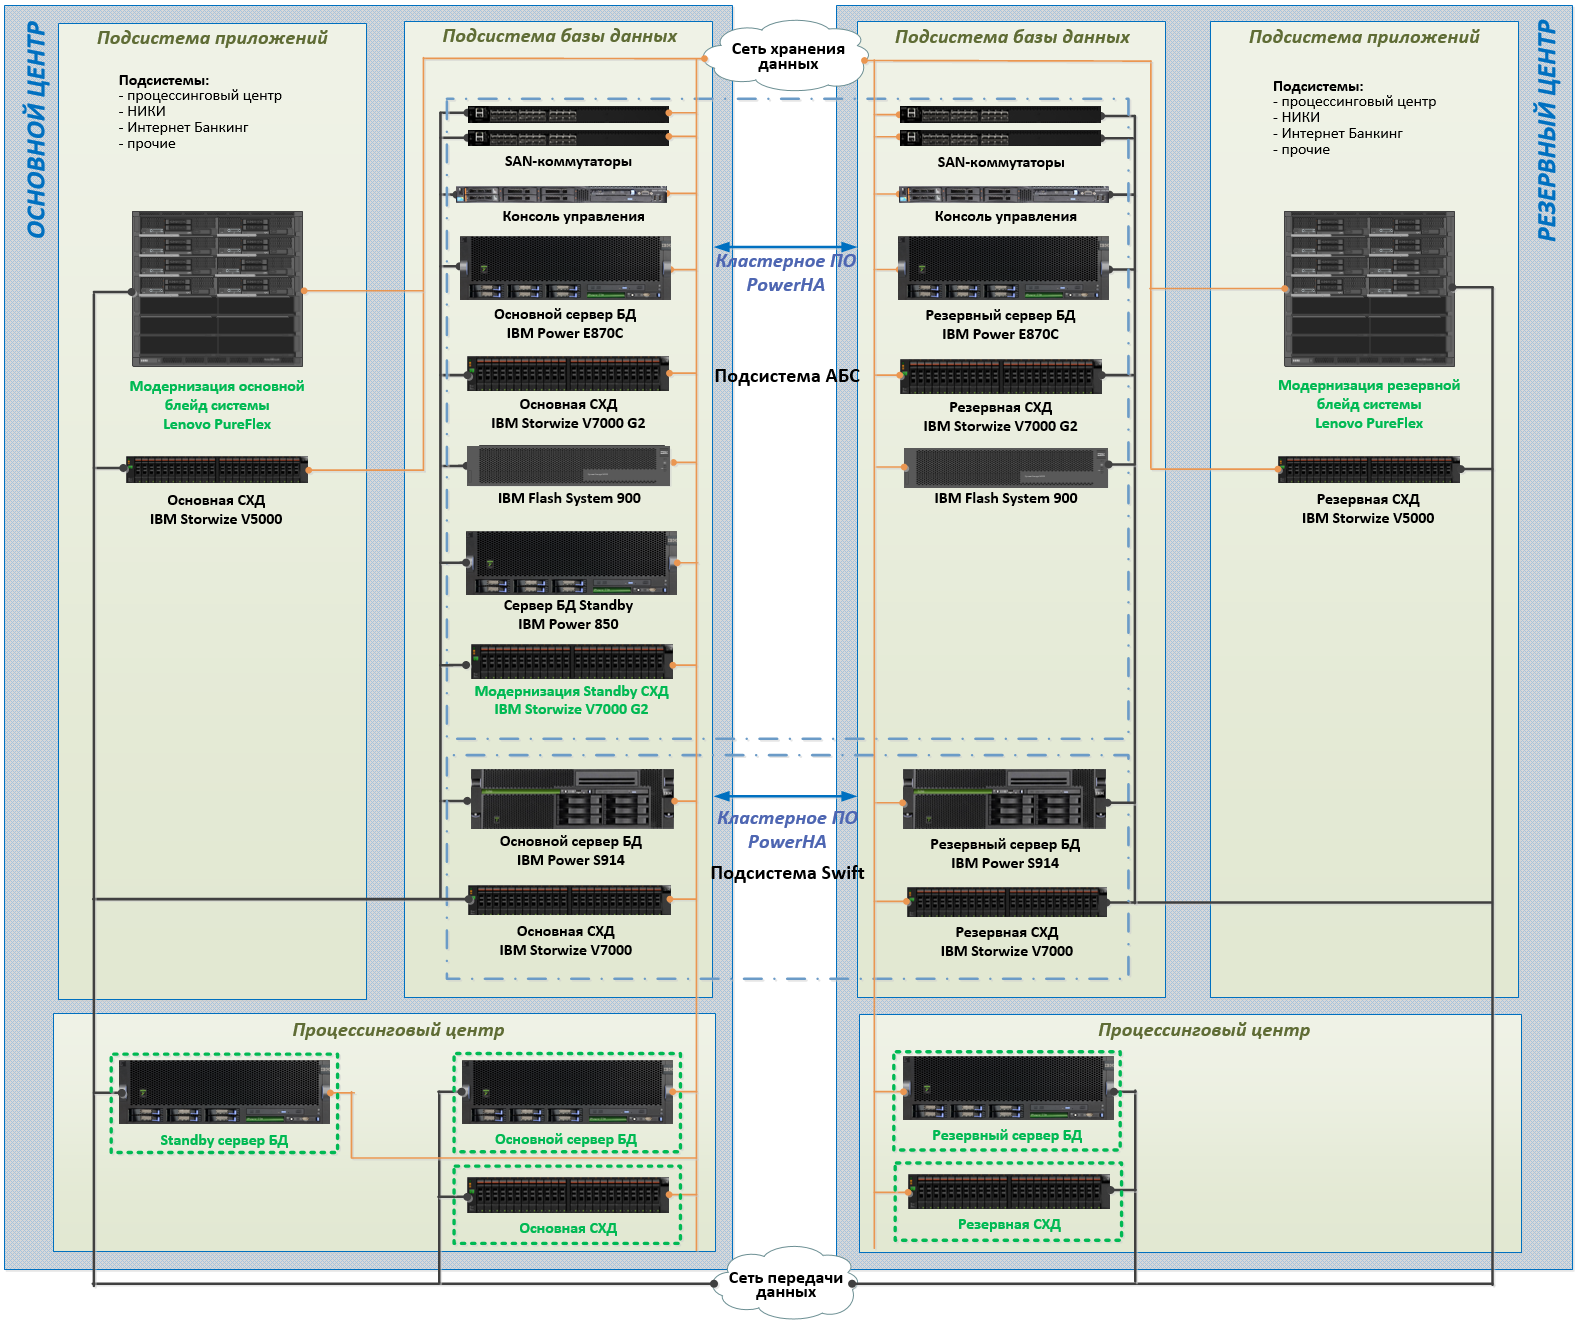 ОСНОВНОЙ ЦЕНТР
Подсистема приложений
Подсистемы:
- процессинговый центр
- НИКИ
- Интернет Банкинг
- прочие
Модернизация основной
блейд системы
Lenovo PureFlex
Основная СХД
IBM Storwize V5000
Подсистема базы данных
SAN-коммутаторы
Консоль управления
Основной сервер БД
IBM Power E870C
Основная СХД
IBM Storwize V7000 G2
IBM Flash System 900
Сервер БД Standby
IBM Power 850
Модернизация Standby СХД
IBM Storwize V7000 G2
Основной сервер БД
IBM Power S914
Основная СХД
IBM Storwize V7000
Сеть хранения
данных
Кластерное ПО
PowerHA
Подсистема АБС
Кластерное ПО
PowerHA
Подсистема Swift
Подсистема базы данных
SAN-коммутаторы
Консоль управления
Резервный сервер БД
IBM Power E870C
Резервная СХД
IBM Storwize V7000 G2
IBM Flash System 900
Резервный сервер БД
IBM Power S914
Резервная СХД
IBM Storwize V7000
Подсистема приложений
Подсистемы:
- процессинговый центр
- НИКИ
- Интернет Банкинг
- прочие
Модернизация резервной
блейд системы
Lenovo PureFlex
Резервная СХД
IBM Storwize V5000
РЕЗЕРВНЫЙ ЦЕНТР
Процессинговый центр
Standby сервер БД
Основной сервер БД
Основная СХД
Процессинговый центр
Резервный сервер БД
Резервная СХД
Сеть передачи
данных